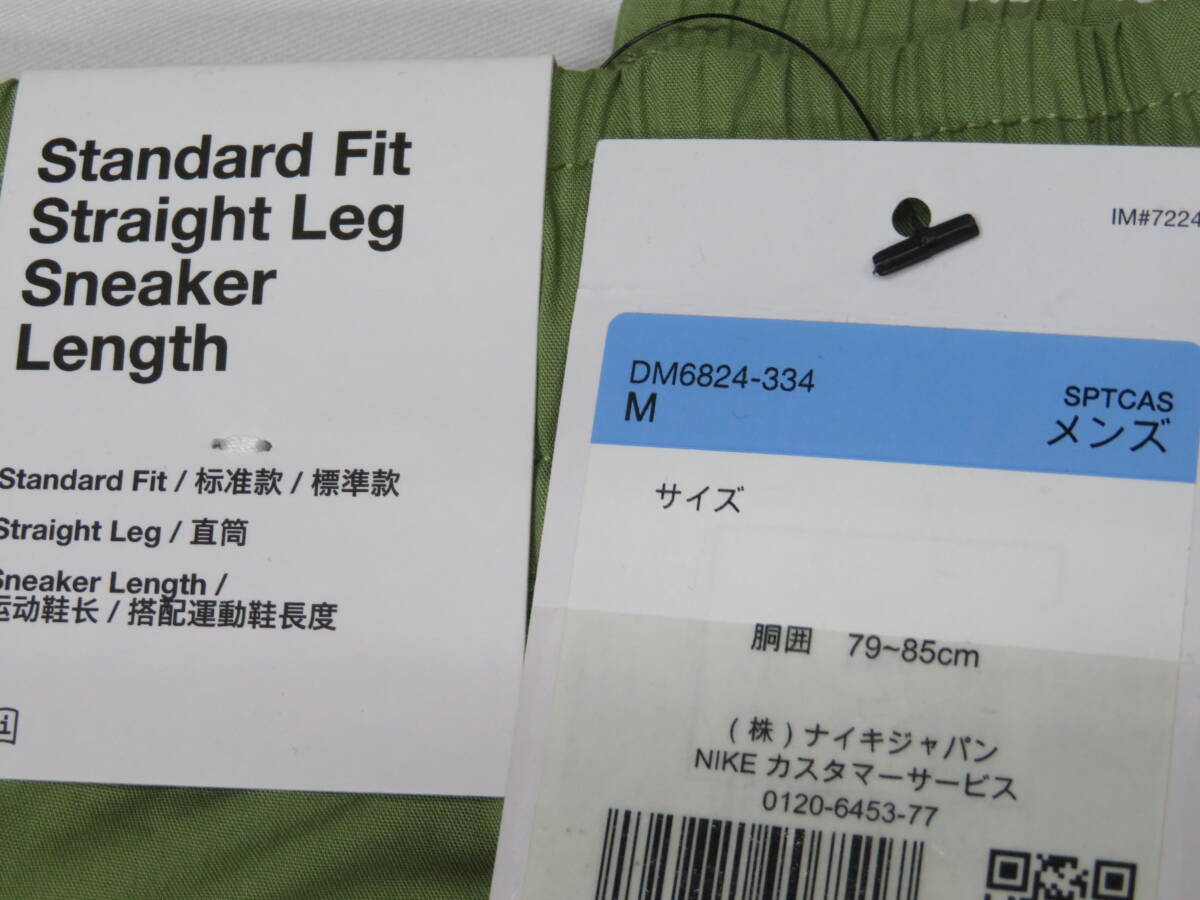 Standard Fit
Straight Leg
Sneaker
Length
Standard Fit / 标准款 / 標準款
Straight Leg / 直筒
Sneaker Length /
运动鞋长 / 搭配運動鞋長度
i
IM#7224
DM6824-334
M
SPTCAS
メンズ
サイズ
胴囲 79~85cm
(株)ナイキジャパン
NIKE カスタマーサービス
0120-6453-77